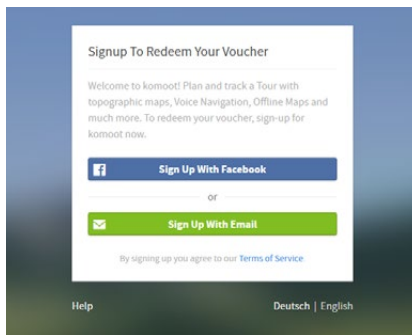 Signup To Redeem Your Voucher
Welcome to komoot! Plan and track a Tour with
topographic maps, Voice Navigation, Offline Maps and
much more. To redeem your voucher, sign-up for
komoot now.
Sign Up With Facebook
or
Sign Up With Email
By signing up you agree to our Terms of Service.
Help
Deutsch | English